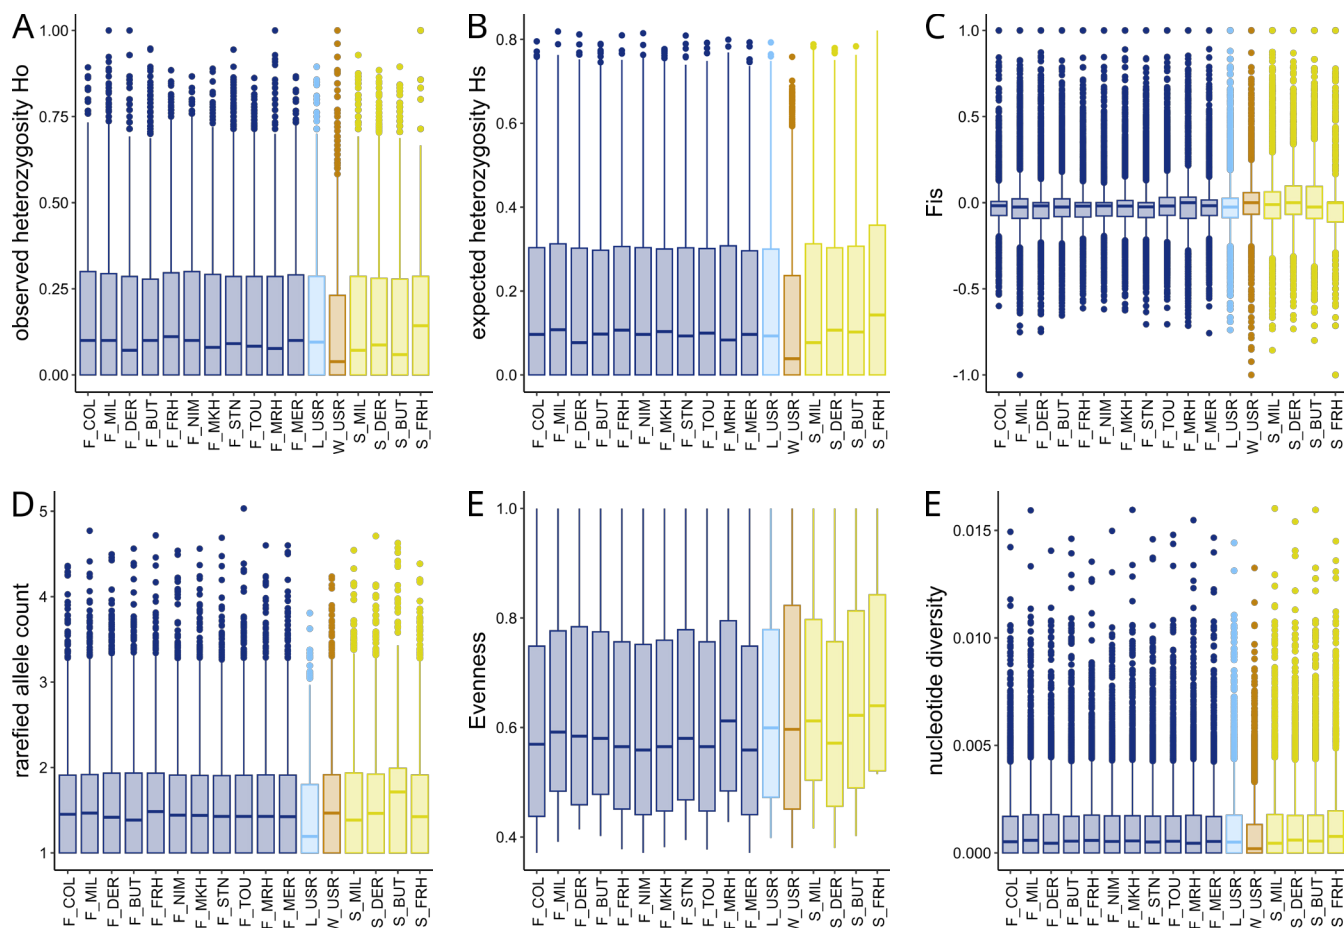 A
observed heterozygosity Ho
1.00
0.75
0.50
0.25
0.00
F_COL
F_MIL
F_DER
F_BUT
F_FRH
F_NIM
F_MKH
F_STN
F_TOU
F_MRH
F_MER
L_USR
W_USR
S_MIL
S_DER
S_BUT
S_FRH
B
expected heterozygosity Hs
0.8
0.6
0.4
0.2
0.0
F_COL
F_MIL
F_DER
F_BUT
F_FRH
F_NIM
F_MKH
F_STN
F_TOU
F_MRH
F_MER
L_USR
W_USR
S_MIL
S_DER
S_BUT
S_FRH
C
Fis
1.0
0.5
0.0
-0.5
-1.0
F_COL
F_MIL
F_DER
F_BUT
F_FRH
F_NIM
F_MKH
F_STN
F_TOU
F_MRH
F_MER
L_USR
W_USR
S_MIL
S_DER
S_BUT
S_FRH
D
rarefied allele count
5
4
3
2
1
F_COL
F_MIL
F_DER
F_BUT
F_FRH
F_NIM
F_MKH
F_STN
F_TOU
F_MRH
F_MER
L_USR
W_USR
S_MIL
S_DER
S_BUT
S_FRH
E
Evenness
1.0
0.8
0.6
0.4
F_COL
F_MIL
F_DER
F_BUT
F_FRH
F_NIM
F_MKH
F_STN
F_TOU
F_MRH
F_MER
L_USR
W_USR
S_MIL
S_DER
S_BUT
S_FRH
E
nucleotide diversity
0.015
0.010
0.005
0.000
F_COL
F_MIL
F_DER
F_BUT
F_FRH
F_NIM
F_MKH
F_STN
F_TOU
F_MRH
F_MER
L_USR
W_USR
S_MIL
S_DER
S_BUT
S_FRH